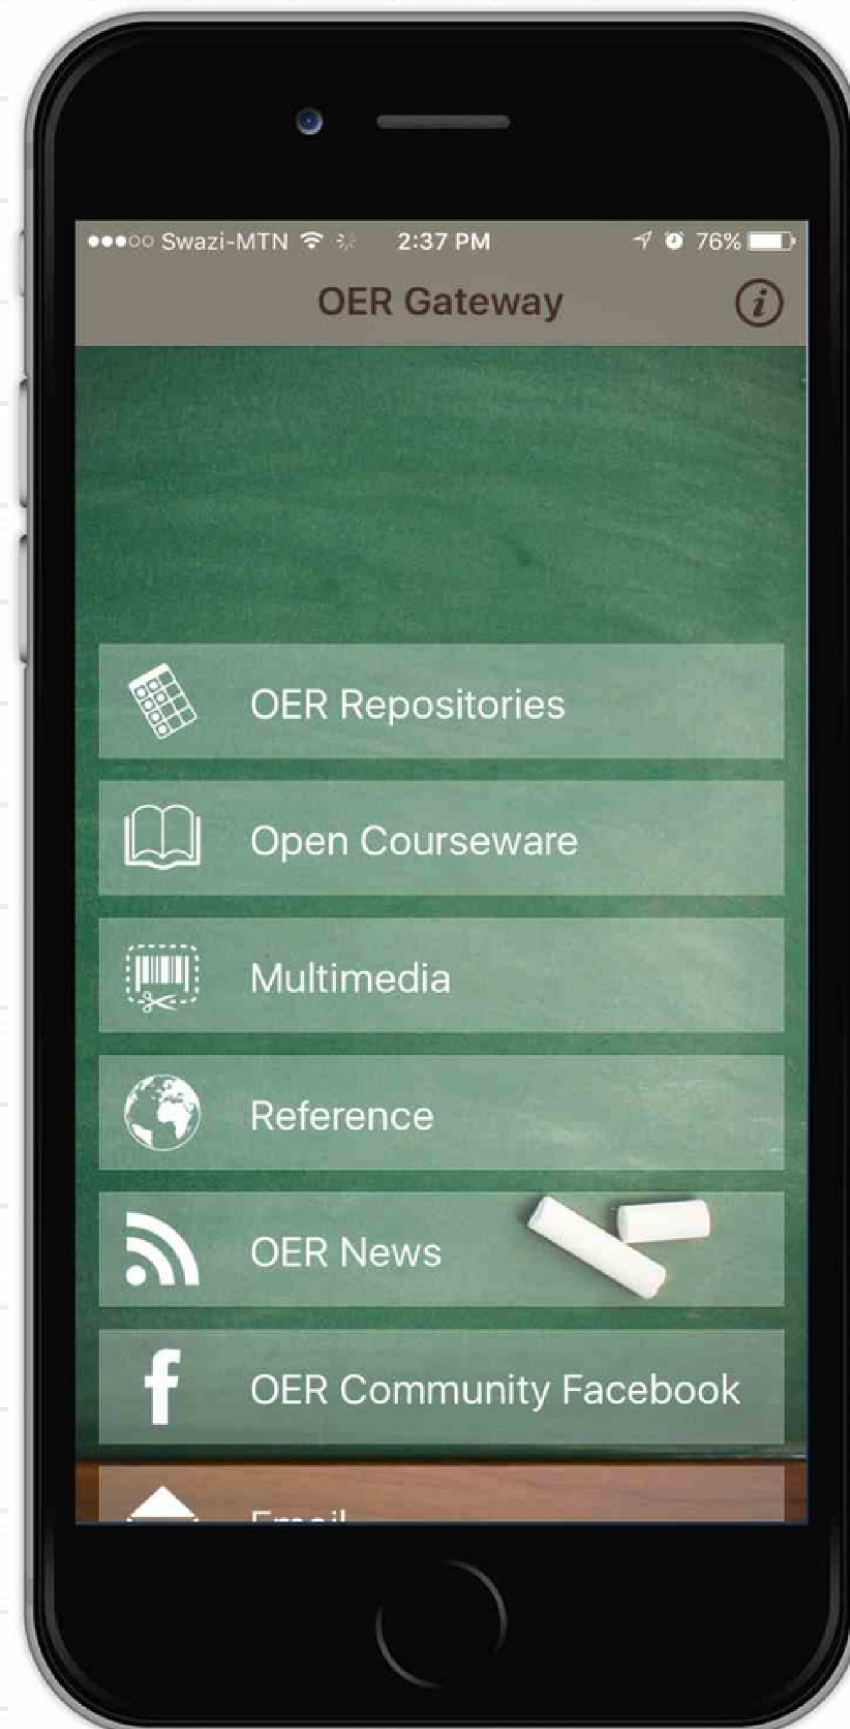 ●●●○○ Swazi-MTN 2:37 PM 76%
OER Gateway i
OER Repositories
Open Courseware
Multimedia
Reference
OER News
f OER Community Facebook
Email